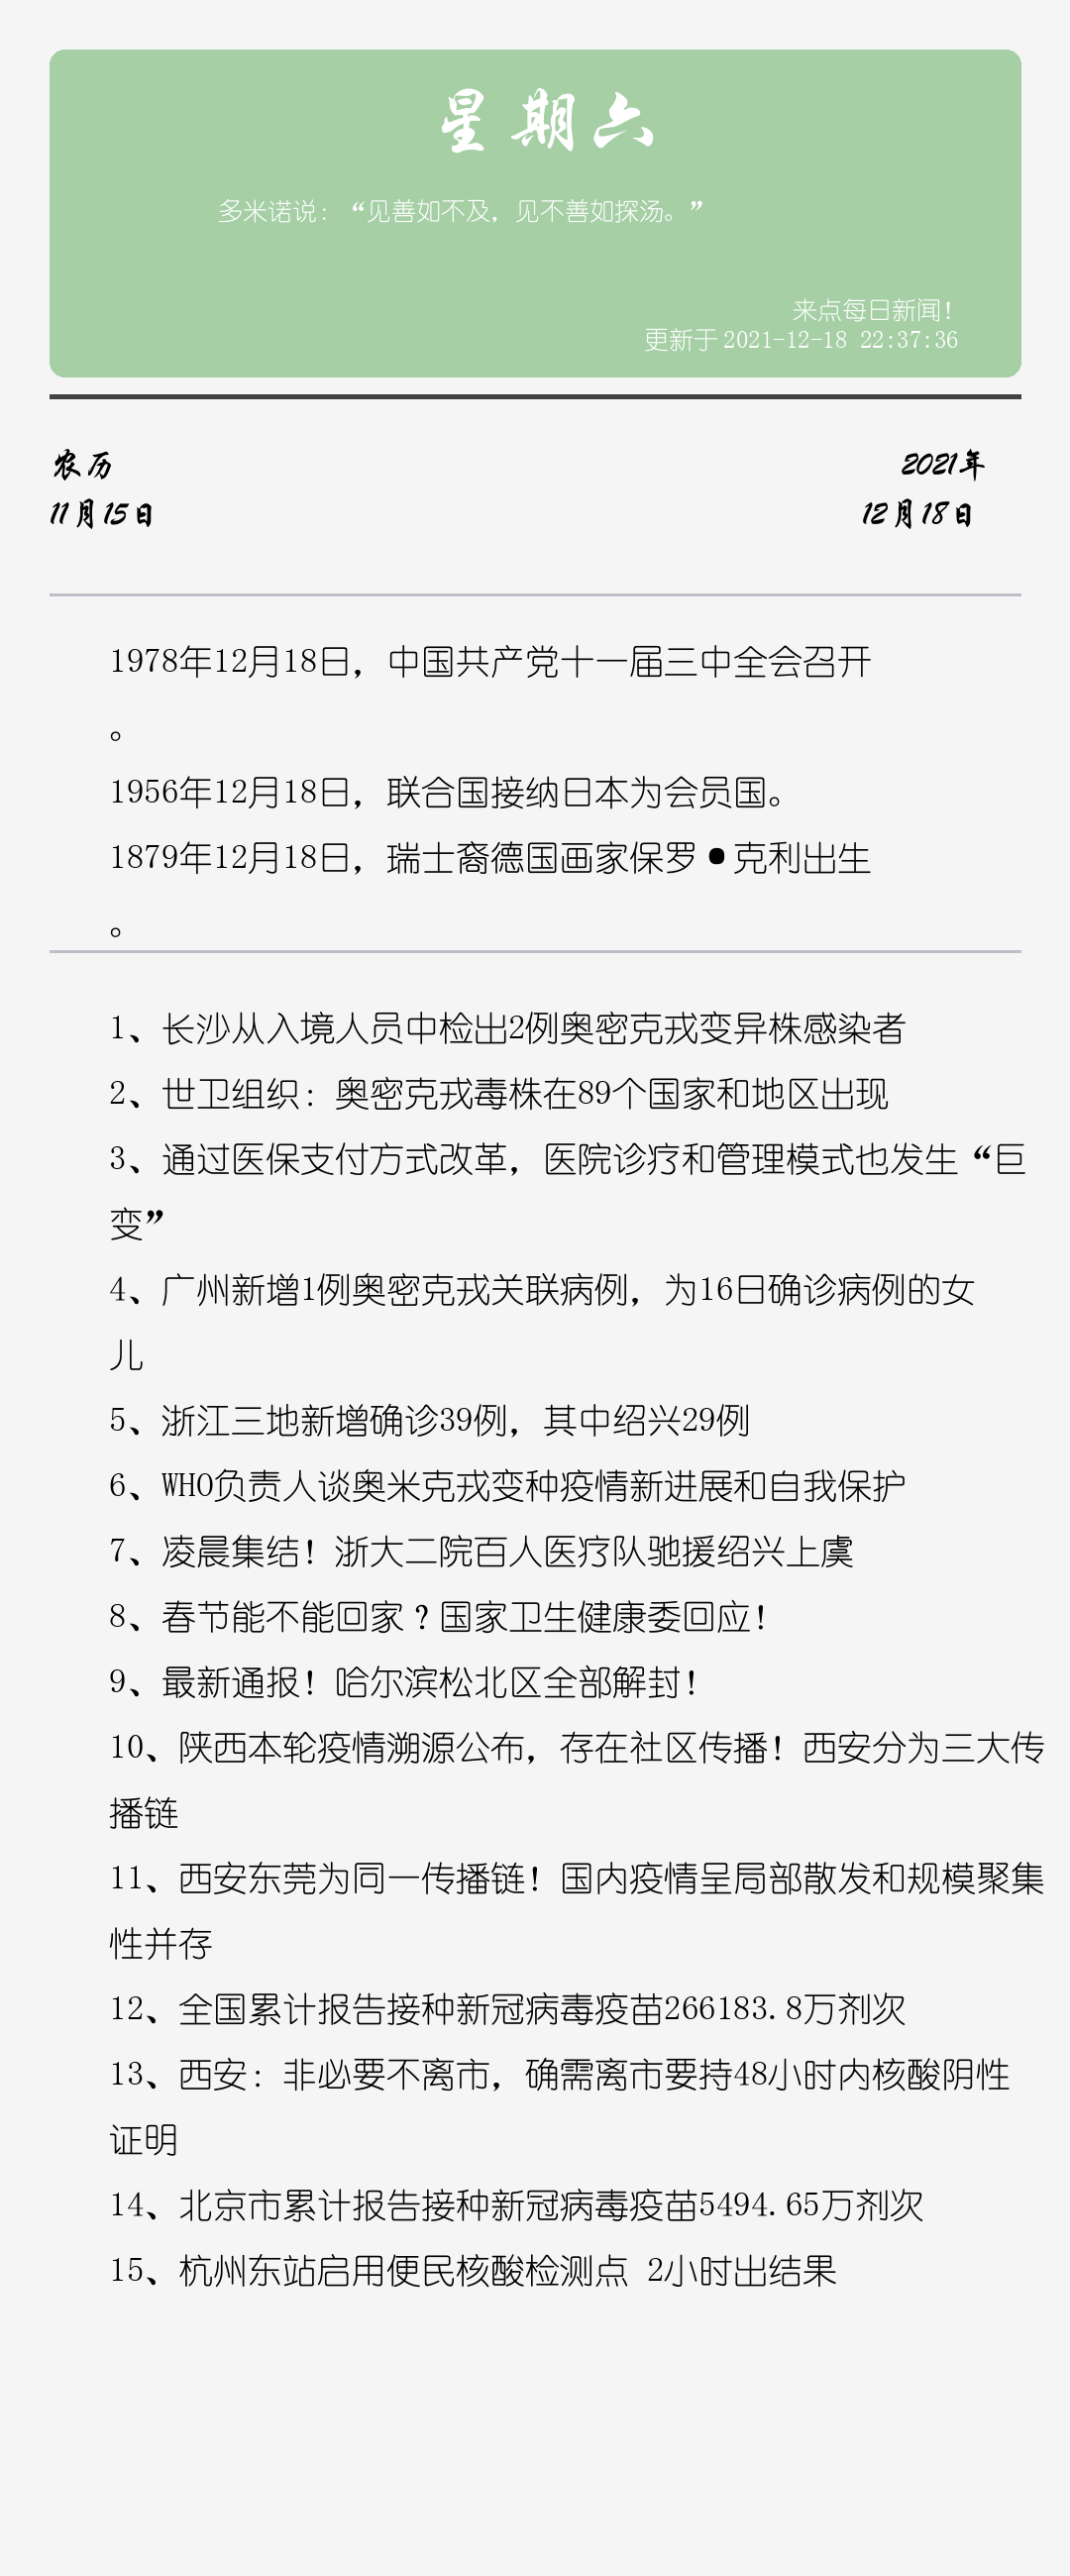 星期六
多米诺说：“见善如不及，见不善如探汤。”
来点每日新闻！
更新于 2021-12-18 22:37:36
农历
2021年
11月15日
12月18日
1978年12月18日，中国共产党十一届三中全会召开
。
1956年12月18日，联合国接纳日本为会员国。
1879年12月18日，瑞士裔德国画家保罗•克利出生
。
1、长沙从入境人员中检出2例奥密克戎变异株感染者
2、世卫组织：奥密克戎毒株在89个国家和地区出现
3、通过医保支付方式改革，医院诊疗和管理模式也发生“巨
变”
4、广州新增1例奥密克戎关联病例，为16日确诊病例的女
儿
5、浙江三地新增确诊39例，其中绍兴29例
6、WHO负责人谈奥米克戎变种疫情新进展和自我保护
7、凌晨集结！浙大二院百人医疗队驰援绍兴上虞
8、春节能不能回家？国家卫生健康委回应！
9、最新通报！哈尔滨松北区全部解封！
10、陕西本轮疫情溯源公布，存在社区传播！西安分为三大传
播链
11、西安东莞为同一传播链！国内疫情呈局部散发和规模聚集
性并存
12、全国累计报告接种新冠病毒疫苗266183.8万剂次
13、西安：非必要不离市，确需离市要持48小时内核酸阴性
证明
14、北京市累计报告接种新冠病毒疫苗5494.65万剂次
15、杭州东站启用便民核酸检测点 2小时出结果